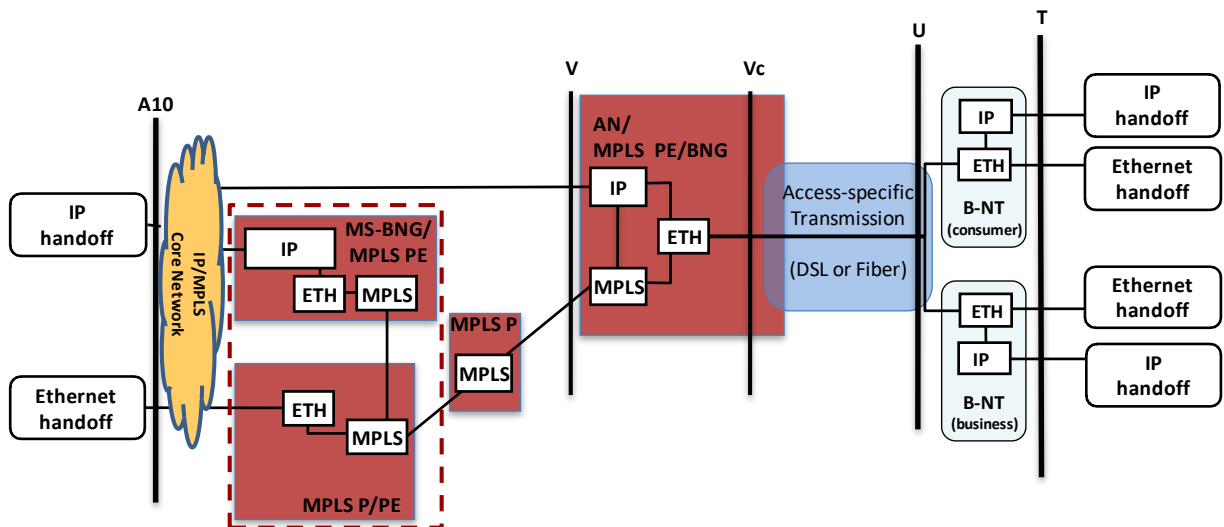 A10
V
Vc
U
T
IP
handoff
Ethernet
handoff
IP/MPLS
Core Network
MS-BNG/
MPLS PE
IP
ETH
MPLS
ETH
MPLS
MPLS P/PE
MPLS P
MPLS
AN/
MPLS PE/BNG
IP
ETH
MPLS
Access-specific
Transmission
(DSL or Fiber)
IP
ETH
B-NT
(consumer)
ETH
IP
B-NT
(business)
IP
handoff
Ethernet
handoff
Ethernet
handoff
IP
handoff